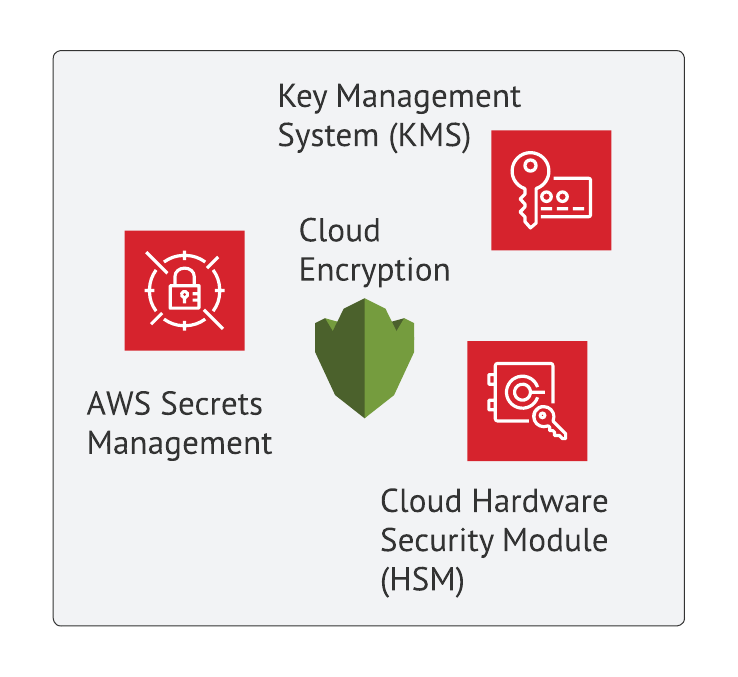 Key Management
System (KMS)
Cloud
Encryption
AWS Secrets
Management
Cloud Hardware
Security Module
(HSM)